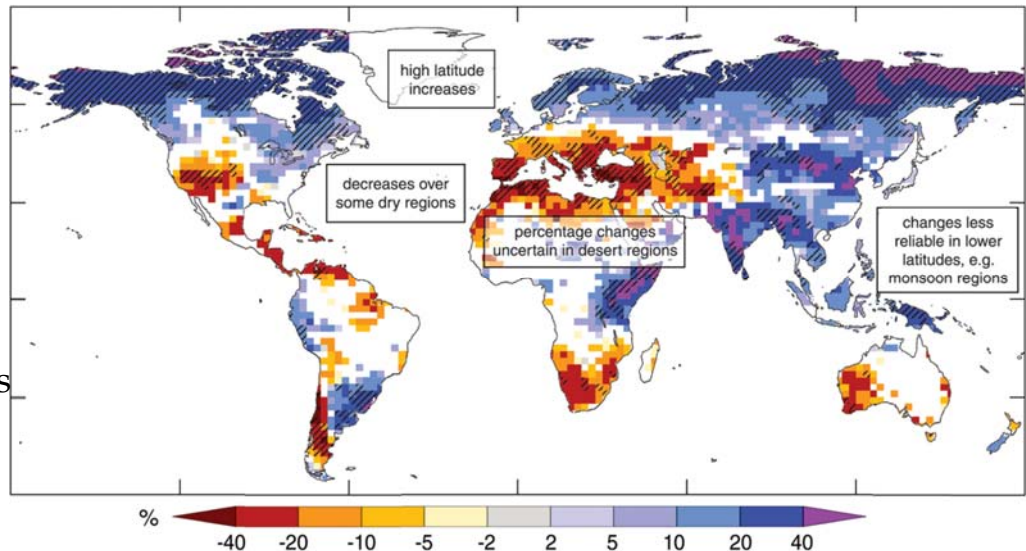 high latitude
increases
decreases over
some dry regions
percentage changes
uncertain in desert regions
changes less
reliable in lower
latitudes, e.g.
monsoon regions
s
%
-40 -20 -10 -5 -2 2 5 10 20 40